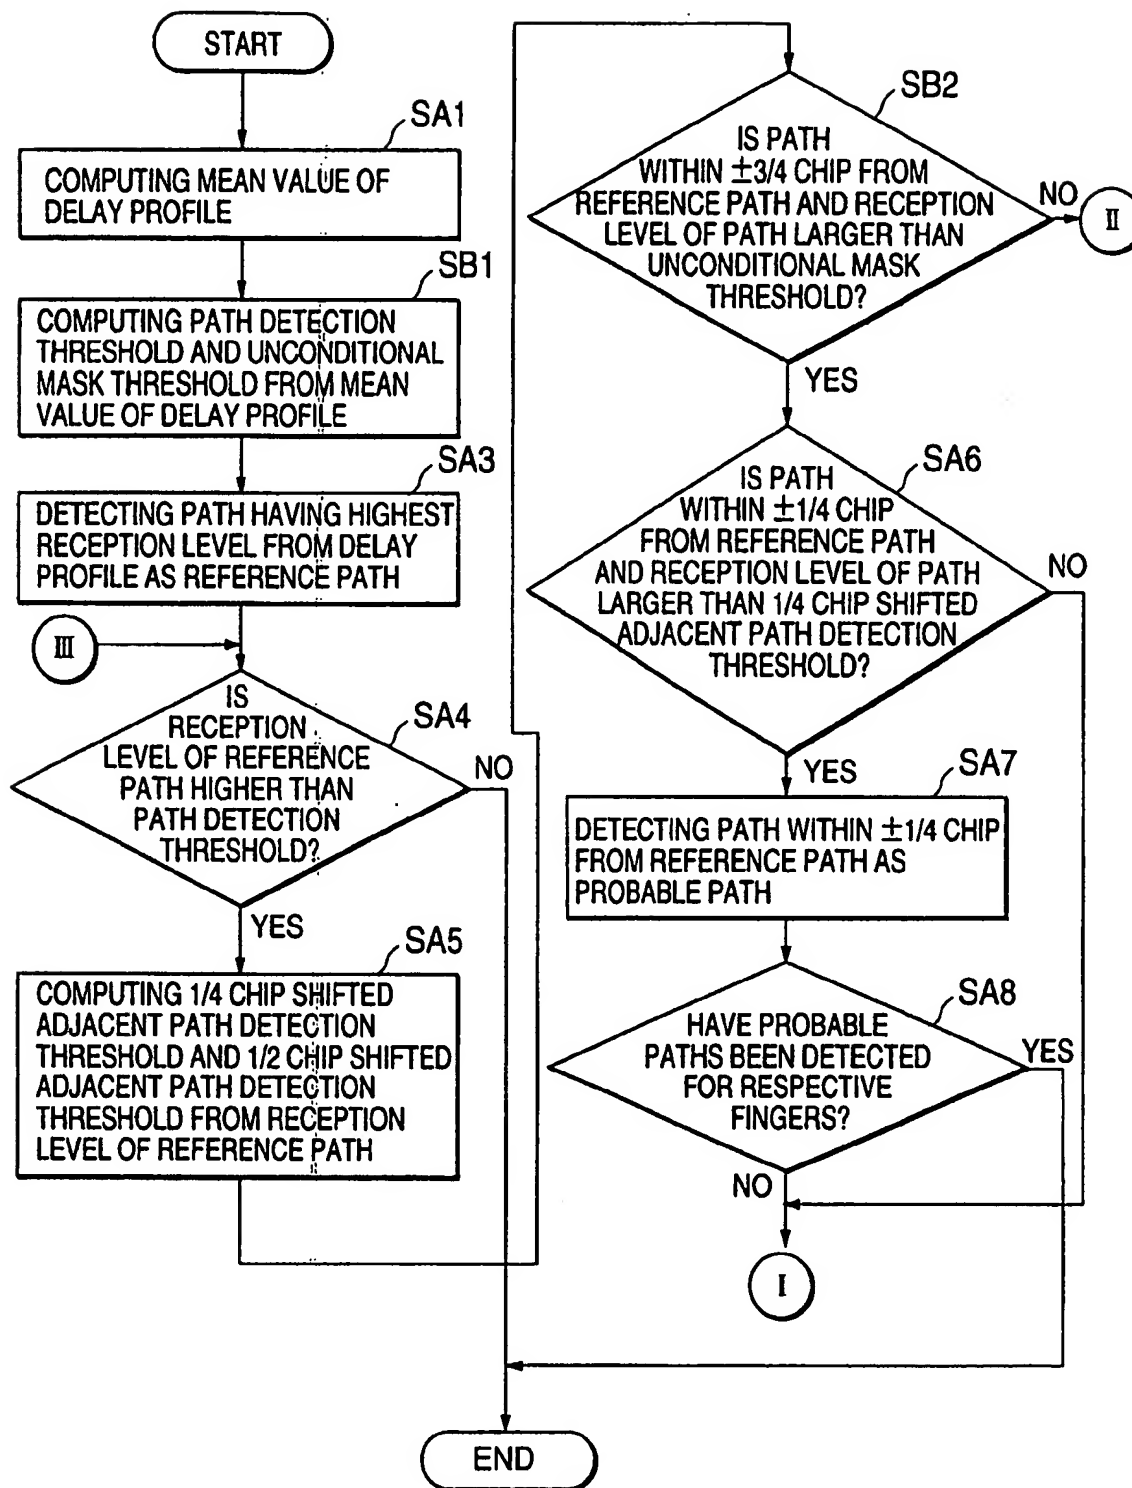 START
SA1
COMPUTING MEAN VALUE OF
DELAY PROFILE
SB1
COMPUTING PATH DETECTION
THRESHOLD AND UNCONDITIONAL
MASK THRESHOLD FROM MEAN
VALUE OF DELAY PROFILE
SA3
DETECTING PATH HAVING HIGHEST
RECEPTION LEVEL FROM DELAY
PROFILE AS REFERENCE PATH
III
SA4
IS
RECEPTION
LEVEL OF REFERENCE
PATH HIGHER THAN
PATH DETECTION
THRESHOLD?
NO
YES
SA5
COMPUTING 1/4 CHIP SHIFTED
ADJACENT PATH DETECTION
THRESHOLD AND 1/2 CHIP SHIFTED
ADJACENT PATH DETECTION
THRESHOLD FROM RECEPTION
LEVEL OF REFERENCE PATH
SB2
IS PATH
WITHIN ±3/4 CHIP FROM
REFERENCE PATH AND RECEPTION
LEVEL OF PATH LARGER THAN
UNCONDITIONAL MASK
THRESHOLD?
NO
II
YES
SA6
IS PATH
WITHIN ±1/4 CHIP
FROM REFERENCE PATH
AND RECEPTION LEVEL OF PATH
LARGER THAN 1/4 CHIP SHIFTED
ADJACENT PATH DETECTION
THRESHOLD?
NO
YES
SA7
DETECTING PATH WITHIN ±1/4 CHIP
FROM REFERENCE PATH AS
PROBABLE PATH
SA8
HAVE PROBABLE
PATHS BEEN DETECTED
FOR RESPECTIVE
FINGERS?
YES
NO
I
END